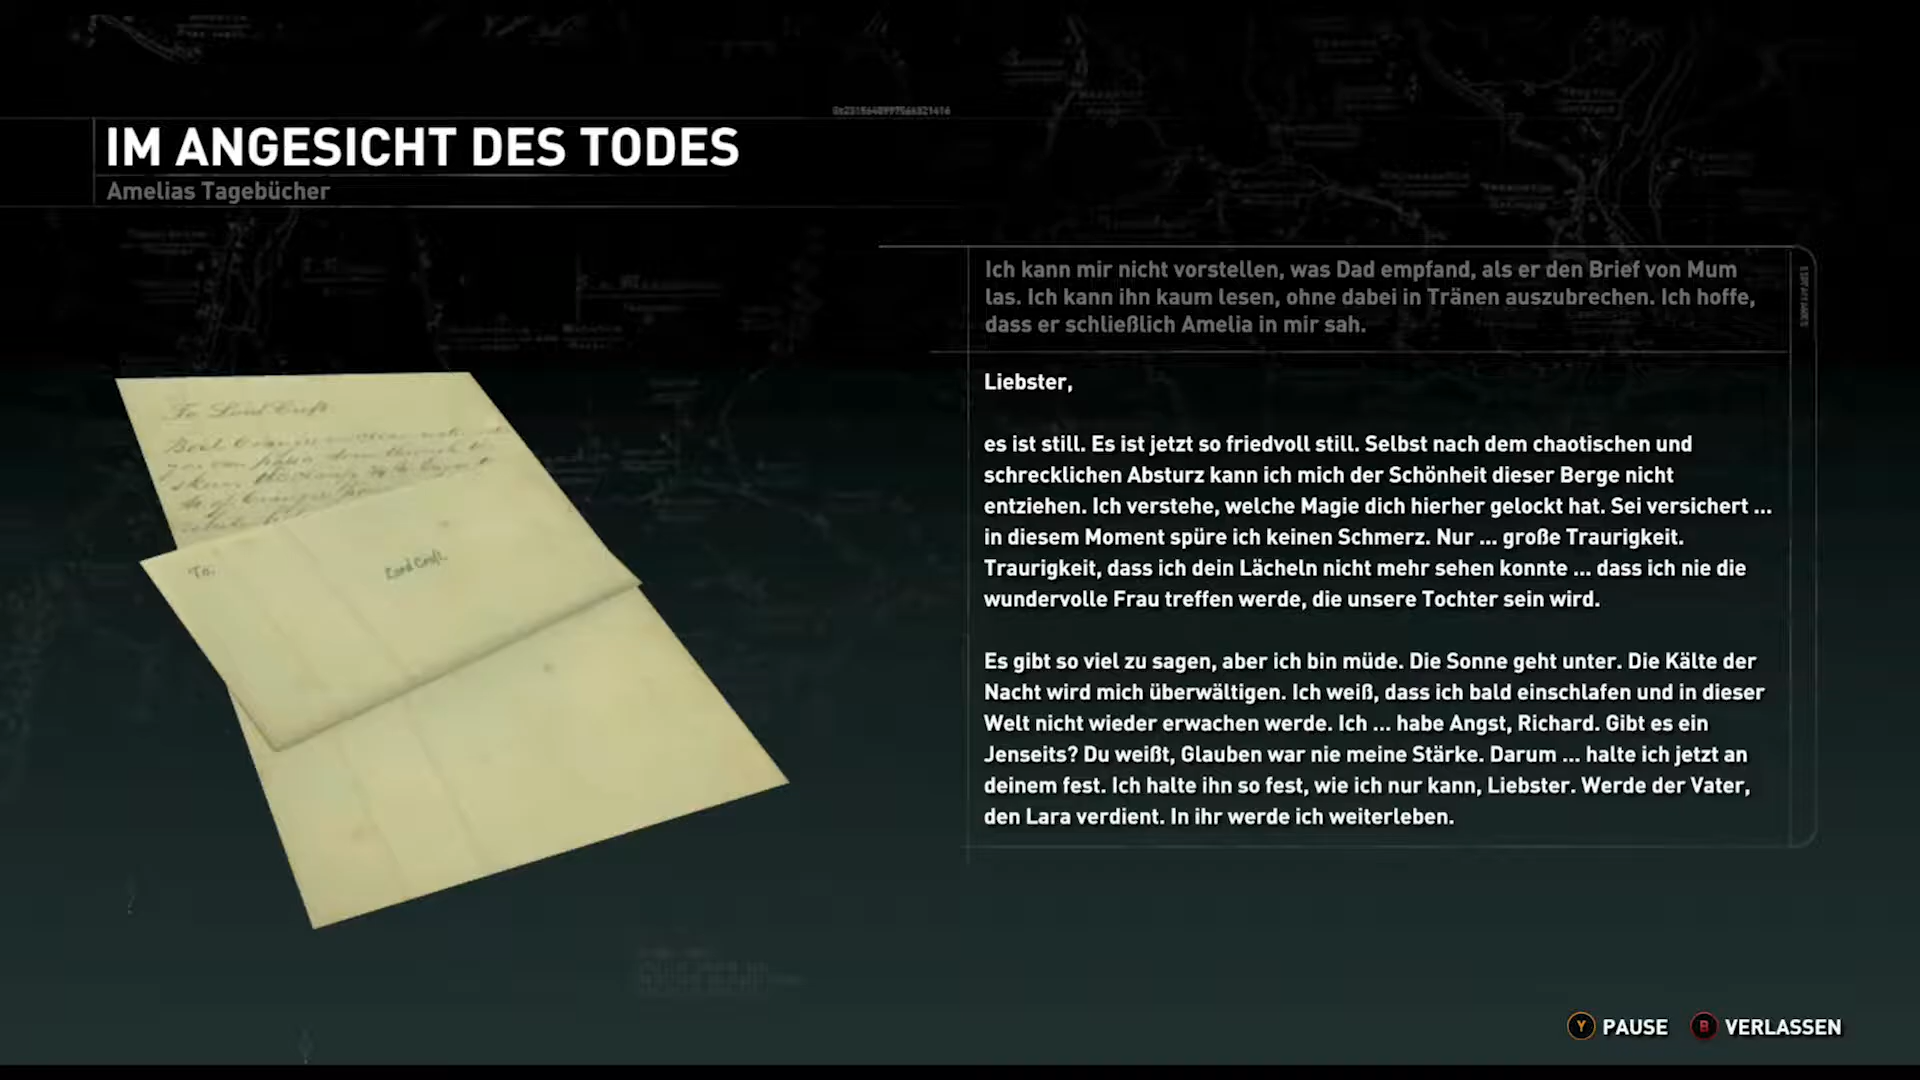 IM ANGESICHT DES TODES
Amelias Tagebücher
Ich kann mir nicht vorstellen, was Dad empfand, als er den Brief von Mum
las. Ich kann ihn kaum lesen, ohne dabei in Tränen auszubrechen. Ich hoffe,
dass er schließlich Amelia in mir sah.
Liebster,
es ist still. Es ist jetzt so friedvoll still. Selbst nach dem chaotischen und
schrecklichen Absturz kann ich mich der Schönheit dieser Berge nicht
entziehen. Ich verstehe, welche Magie dich hierher gelockt hat. Sei versichert ...
in diesem Moment spüre ich keinen Schmerz. Nur ... große Traurigkeit.
Traurigkeit, dass ich dein Lächeln nicht mehr sehen konnte ... dass ich nie die
wundervolle Frau treffen werde, die unsere Tochter sein wird.
Es gibt so viel zu sagen, aber ich bin müde. Die Sonne geht unter. Die Kälte der
Nacht wird mich überwältigen. Ich weiß, dass ich bald einschlafen und in dieser
Welt nicht wieder erwachen werde. Ich ... habe Angst, Richard. Gibt es ein
Jenseits? Du weißt, Glauben war nie meine Stärke. Darum ... halte ich jetzt an
deinem fest. Ich halte ihn so fest, wie ich nur kann, Liebster. Werde der Vater,
den Lara verdient. In ihr werde ich weiterleben.
To Lord Croft
To:
Lord Croft
Y PAUSE B VERLASSEN